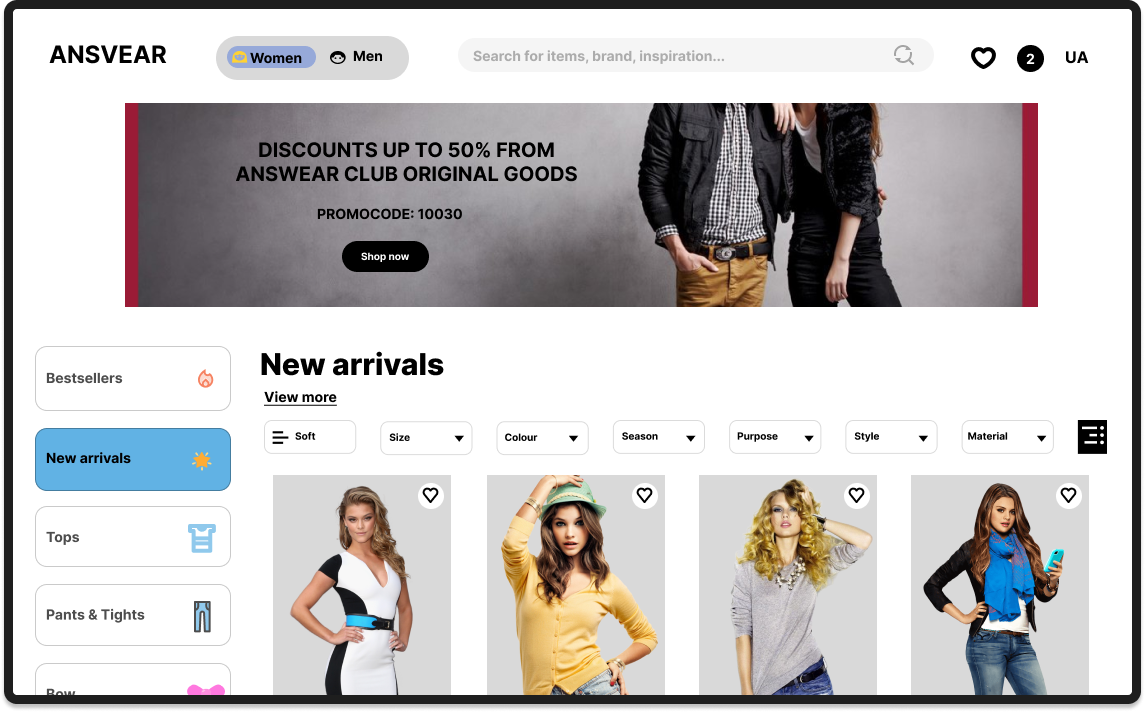 ANSVEAR
Women
Men
Search for items, brand, inspiration...
2
UA
DISCOUNTS UP TO 50% FROM
ANSWEAR CLUB ORIGINAL GOODS
PROMOCODE: 10030
Shop now
Bestsellers
New arrivals
Tops
Pants & Tights
Bow
New arrivals
View more
Soft
Size
Colour
Season
Purpose
Style
Material